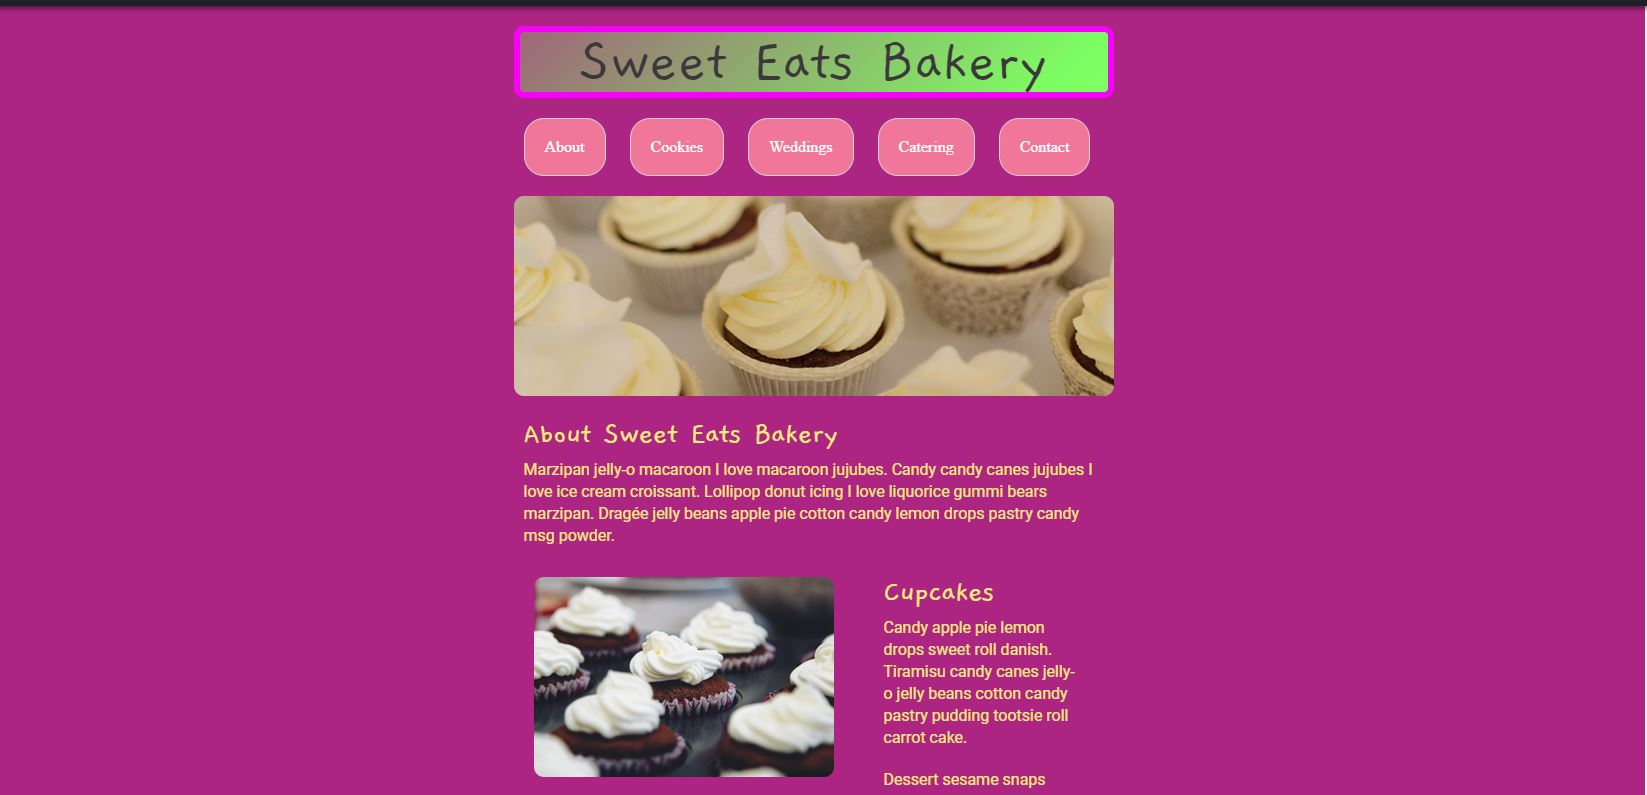 Sweet Eats Bakery
About Cookies Weddings Catering Contact
About Sweet Eats Bakery
Marzipan jelly-o macaroon I love macaroon jujubes. Candy candy canes jujubes I
love ice cream croissant. Lollipop donut icing I love liquorice gummi bears
marzipan. Dragée jelly beans apple pie cotton candy lemon drops pastry candy
msg powder.
Cupcakes
Candy apple pie lemon
drops sweet roll danish.
Tiramisu candy canes jelly-
o jelly beans cotton candy
pastry pudding tootsie roll
carrot cake.
Dessert sesame snaps